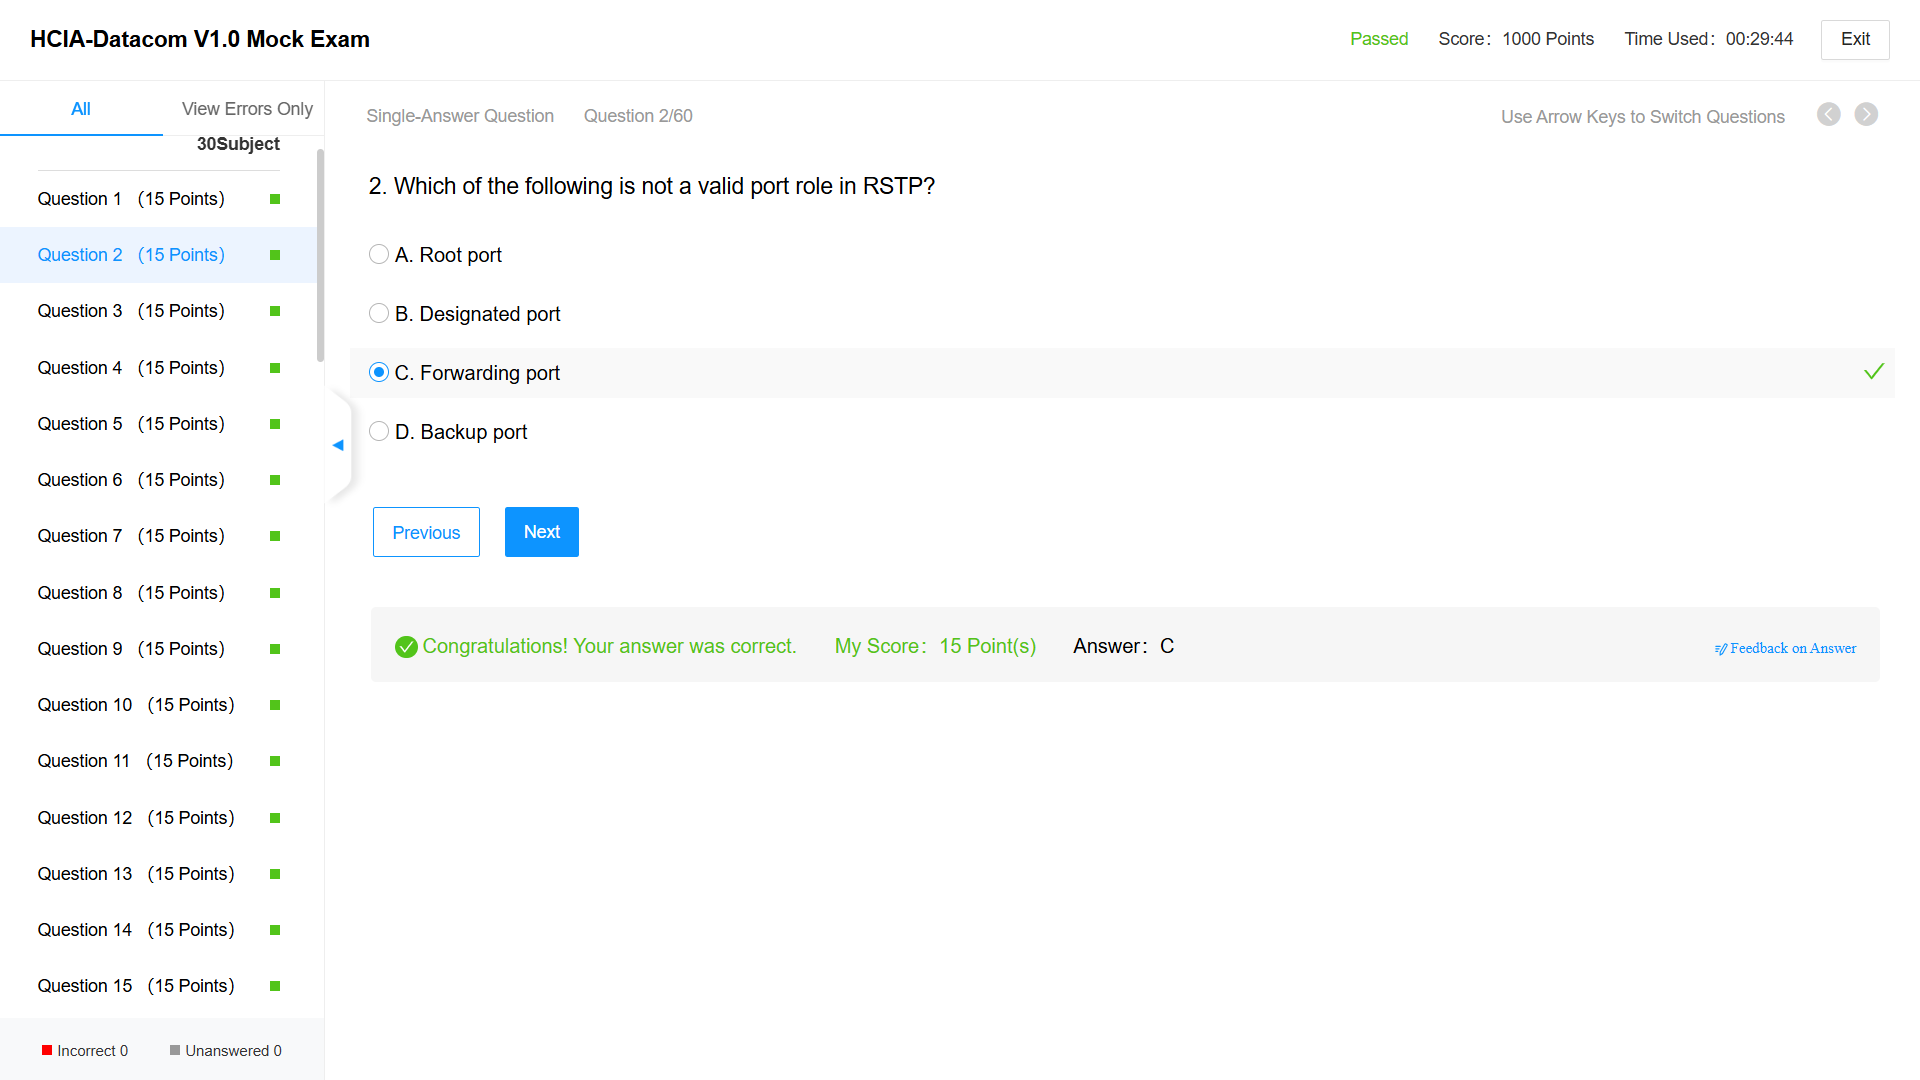 HCIA-Datacom V1.0 Mock Exam
Passed Score：1000 Points Time Used：00:29:44 Exit
All View Errors Only
30Subject
Question 1 （15 Points）
Question 2 （15 Points）
Question 3 （15 Points）
Question 4 （15 Points）
Question 5 （15 Points）
Question 6 （15 Points）
Question 7 （15 Points）
Question 8 （15 Points）
Question 9 （15 Points）
Question 10 （15 Points）
Question 11 （15 Points）
Question 12 （15 Points）
Question 13 （15 Points）
Question 14 （15 Points）
Question 15 （15 Points）
Incorrect 0 Unanswered 0
Single-Answer Question Question 2/60 Use Arrow Keys to Switch Questions
2. Which of the following is not a valid port role in RSTP?
A. Root port
B. Designated port
C. Forwarding port
D. Backup port
Previous Next
Congratulations! Your answer was correct. My Score：15 Point(s) Answer：C Feedback on Answer